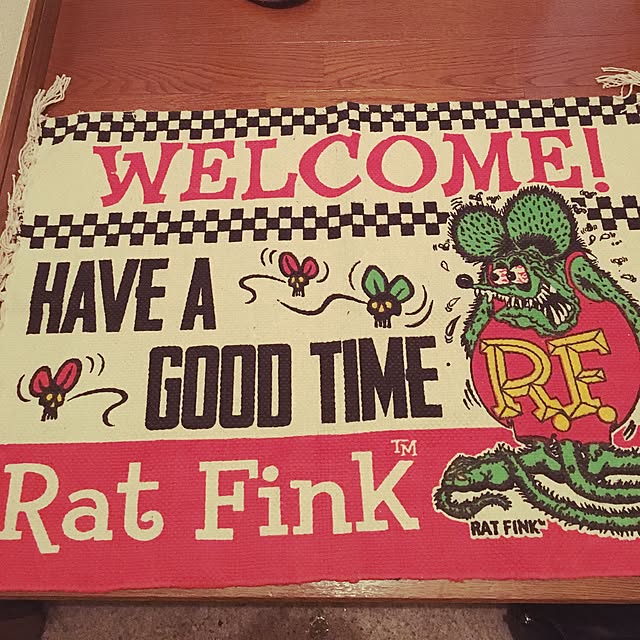 WELCOME!
HAVE A
GOOD TIME
R.F.
Rat Fink™
RAT FINK™